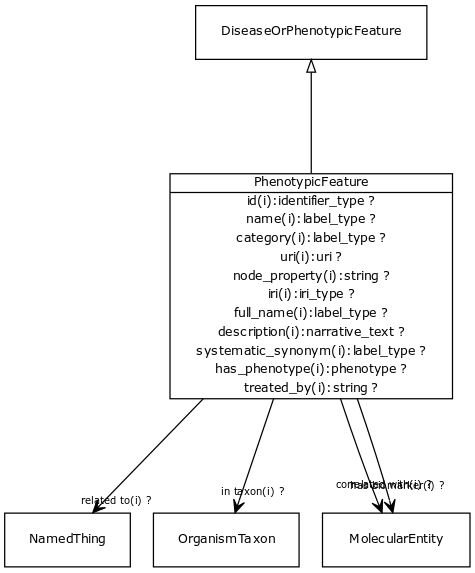 DiseaseOrPhenotypicFeature
PhenotypicFeature
id(i):identifier_type ?
name(i):label_type ?
category(i):label_type ?
uri(i):uri ?
node_property(i):string ?
iri(i):iri_type ?
full_name(i):label_type ?
description(i):narrative_text ?
systematic_synonym(i):label_type ?
has_phenotype(i):phenotype ?
treated_by(i):string ?
related to(i) ?
in taxon(i) ?
correlated with(i) ?
has biomarker(i) ?
NamedThing
OrganismTaxon
MolecularEntity